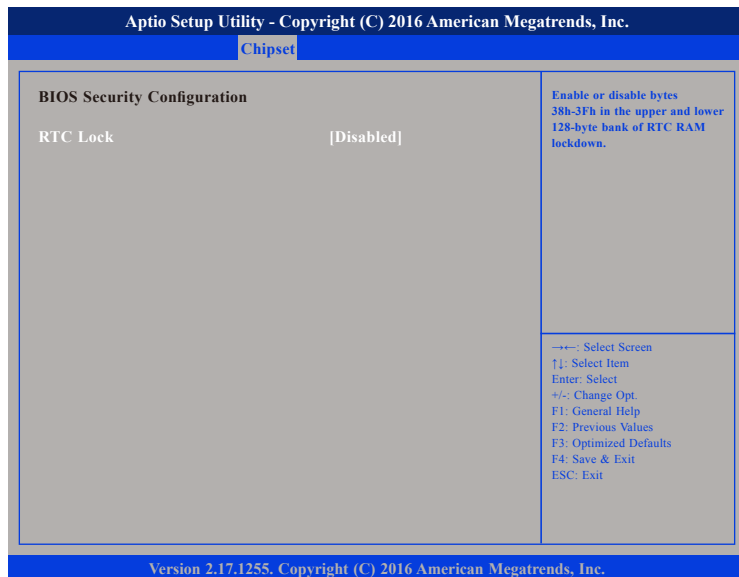 Aptio Setup Utility - Copyright (C) 2016 American Megatrends, Inc.
Chipset
BIOS Security Configuration
RTC Lock [Disabled]
Enable or disable bytes
38h-3Fh in the upper and lower
128-byte bank of RTC RAM
lockdown.
→←: Select Screen
↑↓: Select Item
Enter: Select
+/-: Change Opt.
F1: General Help
F2: Previous Values
F3: Optimized Defaults
F4: Save & Exit
ESC: Exit
Version 2.17.1255. Copyright (C) 2016 American Megatrends, Inc.